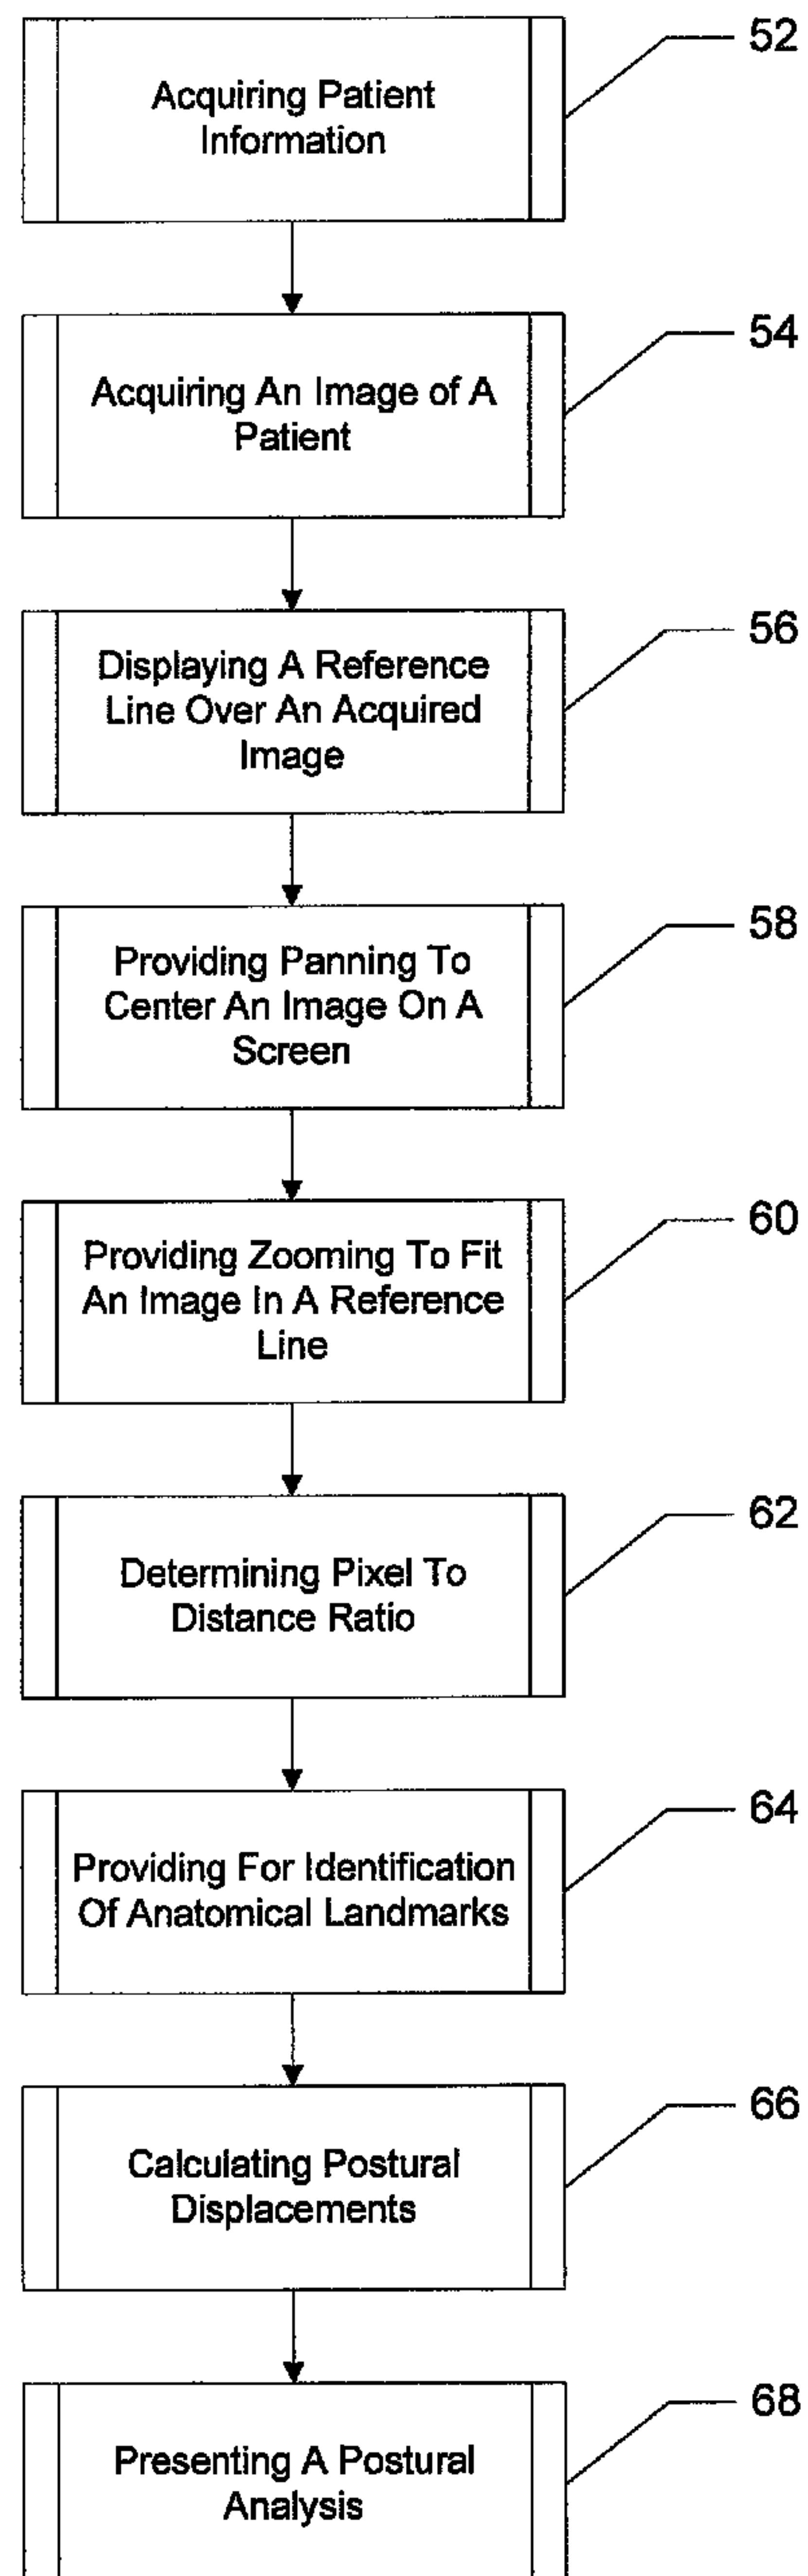 52
Acquiring Patient
Information
54
Acquiring An Image of A
Patient
56
Displaying A Reference
Line Over An Acquired
Image
58
Providing Panning To
Center An Image On A
Screen
60
Providing Zooming To Fit
An Image In A Reference
Line
62
Determining Pixel To
Distance Ratio
64
Providing For Identification
Of Anatomical Landmarks
66
Calculating Postural
Displacements
68
Presenting A Postural
Analysis